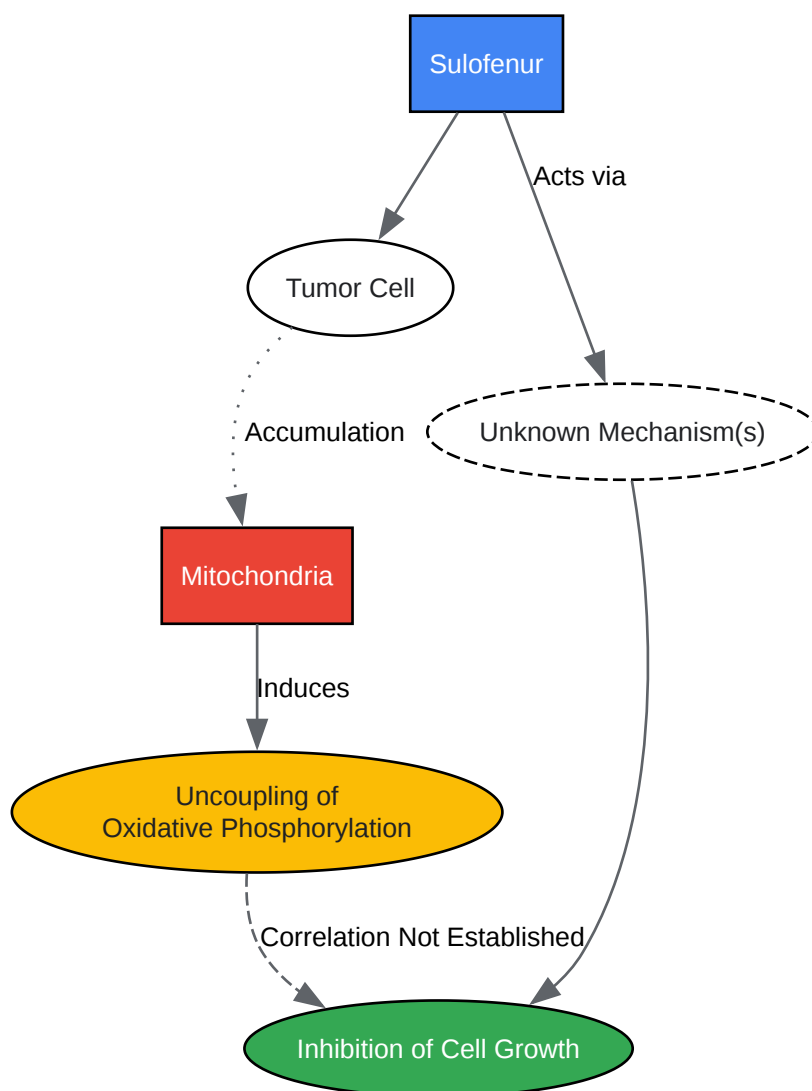 Sulofenur
Acts via
Tumor Cell
Accumulation
Unknown Mechanism(s)
Mitochondria
Induces
Uncoupling of
Oxidative Phosphorylation
Correlation Not Established
Inhibition of Cell Growth